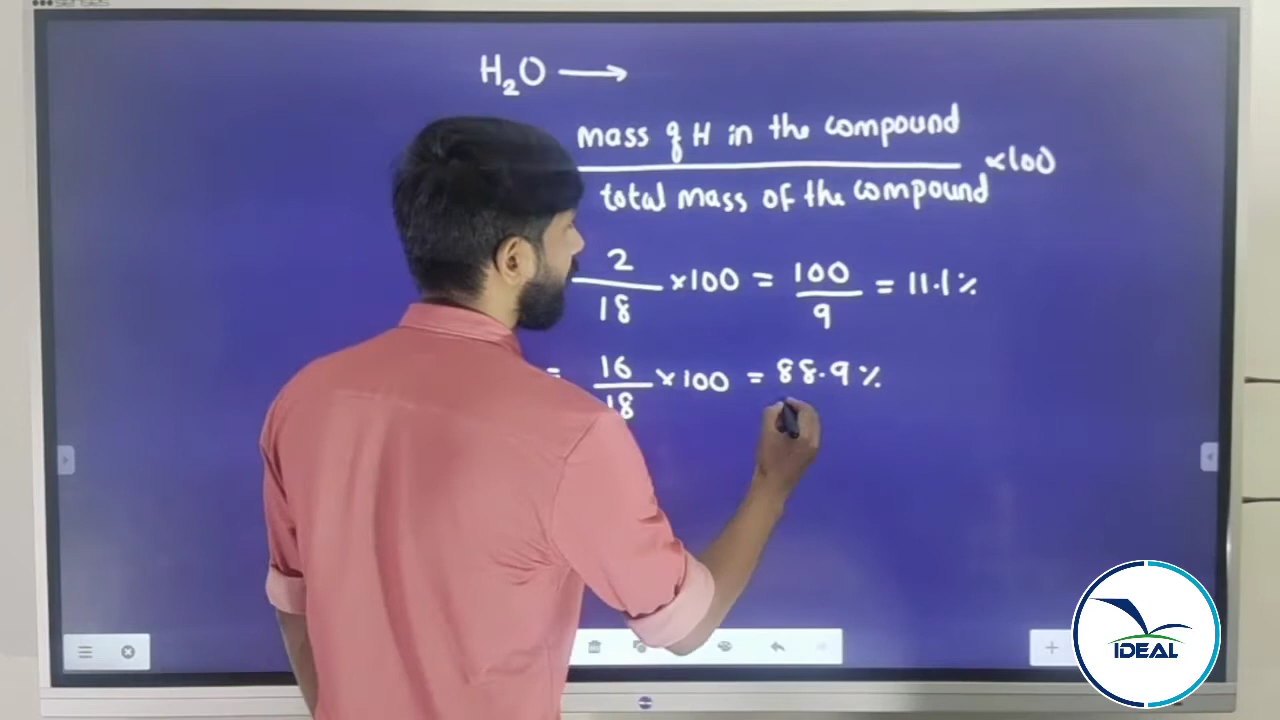 senses
H₂O →
mass of H in the compound
total mass of the compound
×100
2/18 ×100 = 100/9 = 11.1%
= 16/18 ×100 = 88.9%
IDEAL